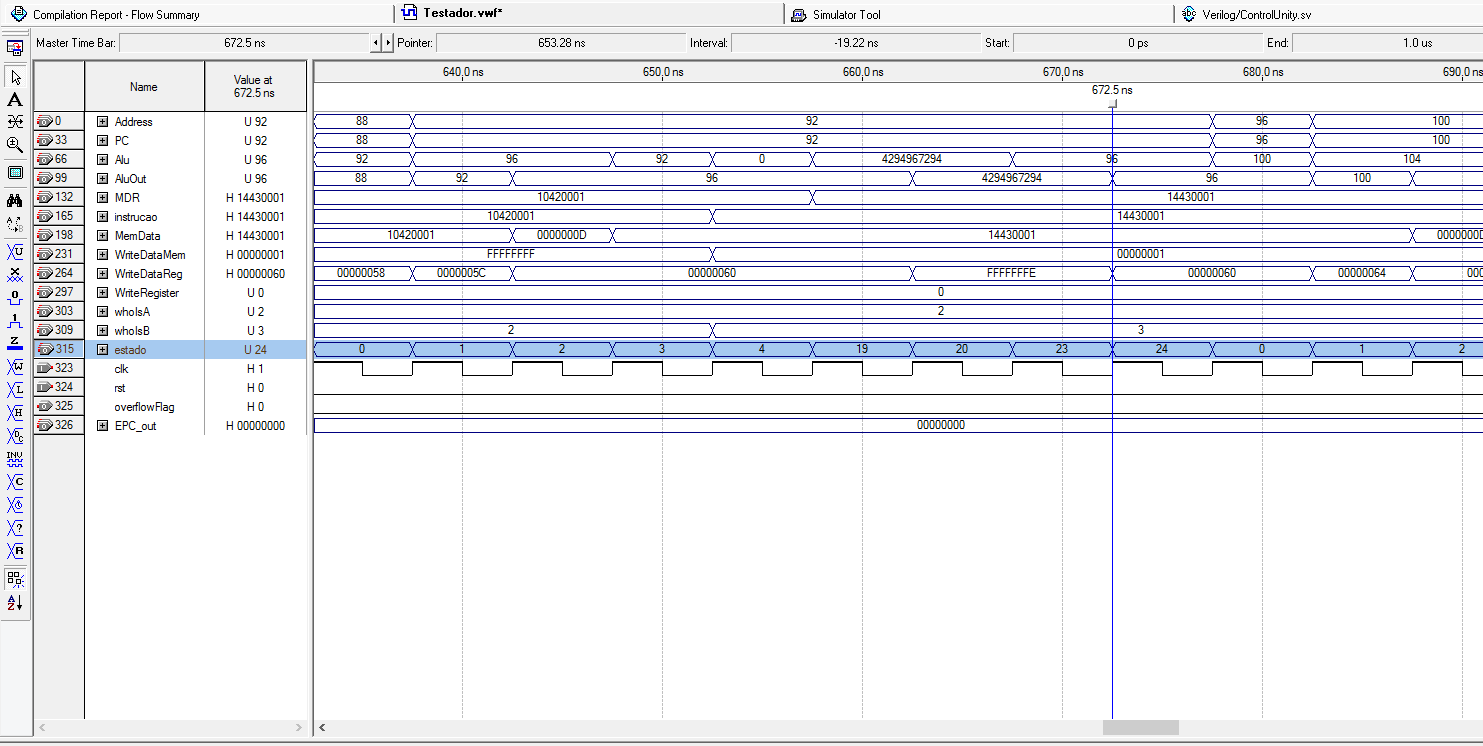 Compilation Report - Flow Summary
Testador.vwf*
Simulator Tool
Verilog/ControlUnity.sv
Master Time Bar: 672.5 ns Pointer: 653.28 ns Interval: -19.22 ns Start: 0 ps End: 1.0 us
Name Value at 672.5 ns 640,0 ns 650,0 ns 660,0 ns 670,0 ns 680,0 ns 690,0 ns
672.5 ns
0 Address U 92 88 92 96 100
33 PC U 92 88 92 96 100
66 Alu U 96 92 96 92 0 4294967294 96 100 104
99 AluOut U 96 88 92 96 4294967294 96 100
132 MDR H 14430001 10420001 14430001
165 instrucao H 14430001 10420001 14430001
198 MemData H 14430001 10420001 0000000D 14430001 0000000D
231 WriteDataMem H 00000001 FFFFFFFF 00000001
264 WriteDataReg H 00000060 00000058 0000005C 00000060 FFFFFFFE 00000060 00000064 000
297 WriteRegister U 0 0
303 whoIsA U 2 2
309 whoIsB U 3 2 3
315 estado U 24 0 1 2 3 4 19 20 23 24 0 1 2
323 clk H 1
324 rst H 0
325 overflowFlag H 0
326 EPC_out H 00000000 00000000